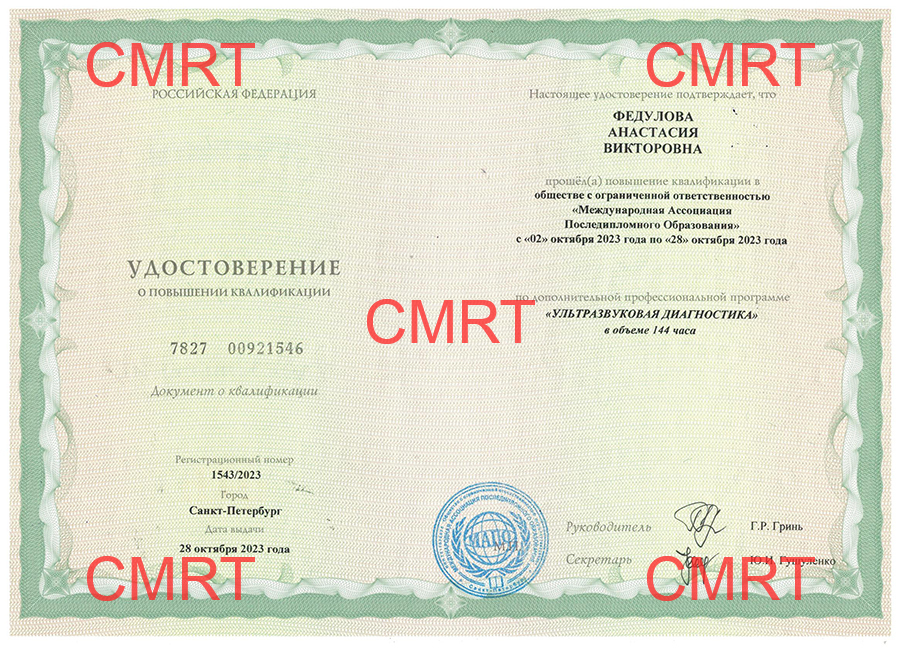 CMRT
CMRT
РОССИЙСКАЯ ФЕДЕРАЦИЯ
УДОСТОВЕРЕНИЕ
О ПОВЫШЕНИИ КВАЛИФИКАЦИИ
7827 00921546
Документ о квалификации
Регистрационный номер
1543/2023
Город
Санкт-Петербург
Дата выдачи
28 октября 2023 года
CMRT
Настоящее удостоверение подтверждает, что
ФЕДУЛОВА
АНАСТАСИЯ
ВИКТОРОВНА
прошёл(а) повышение квалификации в
обществе с ограниченной ответственностью
«Международная Ассоциация
Последипломного Образования»
с «02» октября 2023 года по «28» октября 2023 года
по дополнительной профессиональной программе
«УЛЬТРАЗВУКОВАЯ ДИАГНОСТИКА»
в объеме 144 часа
CMRT
МАПО
Руководитель
Г.Р. Гринь
Секретарь
CMRT